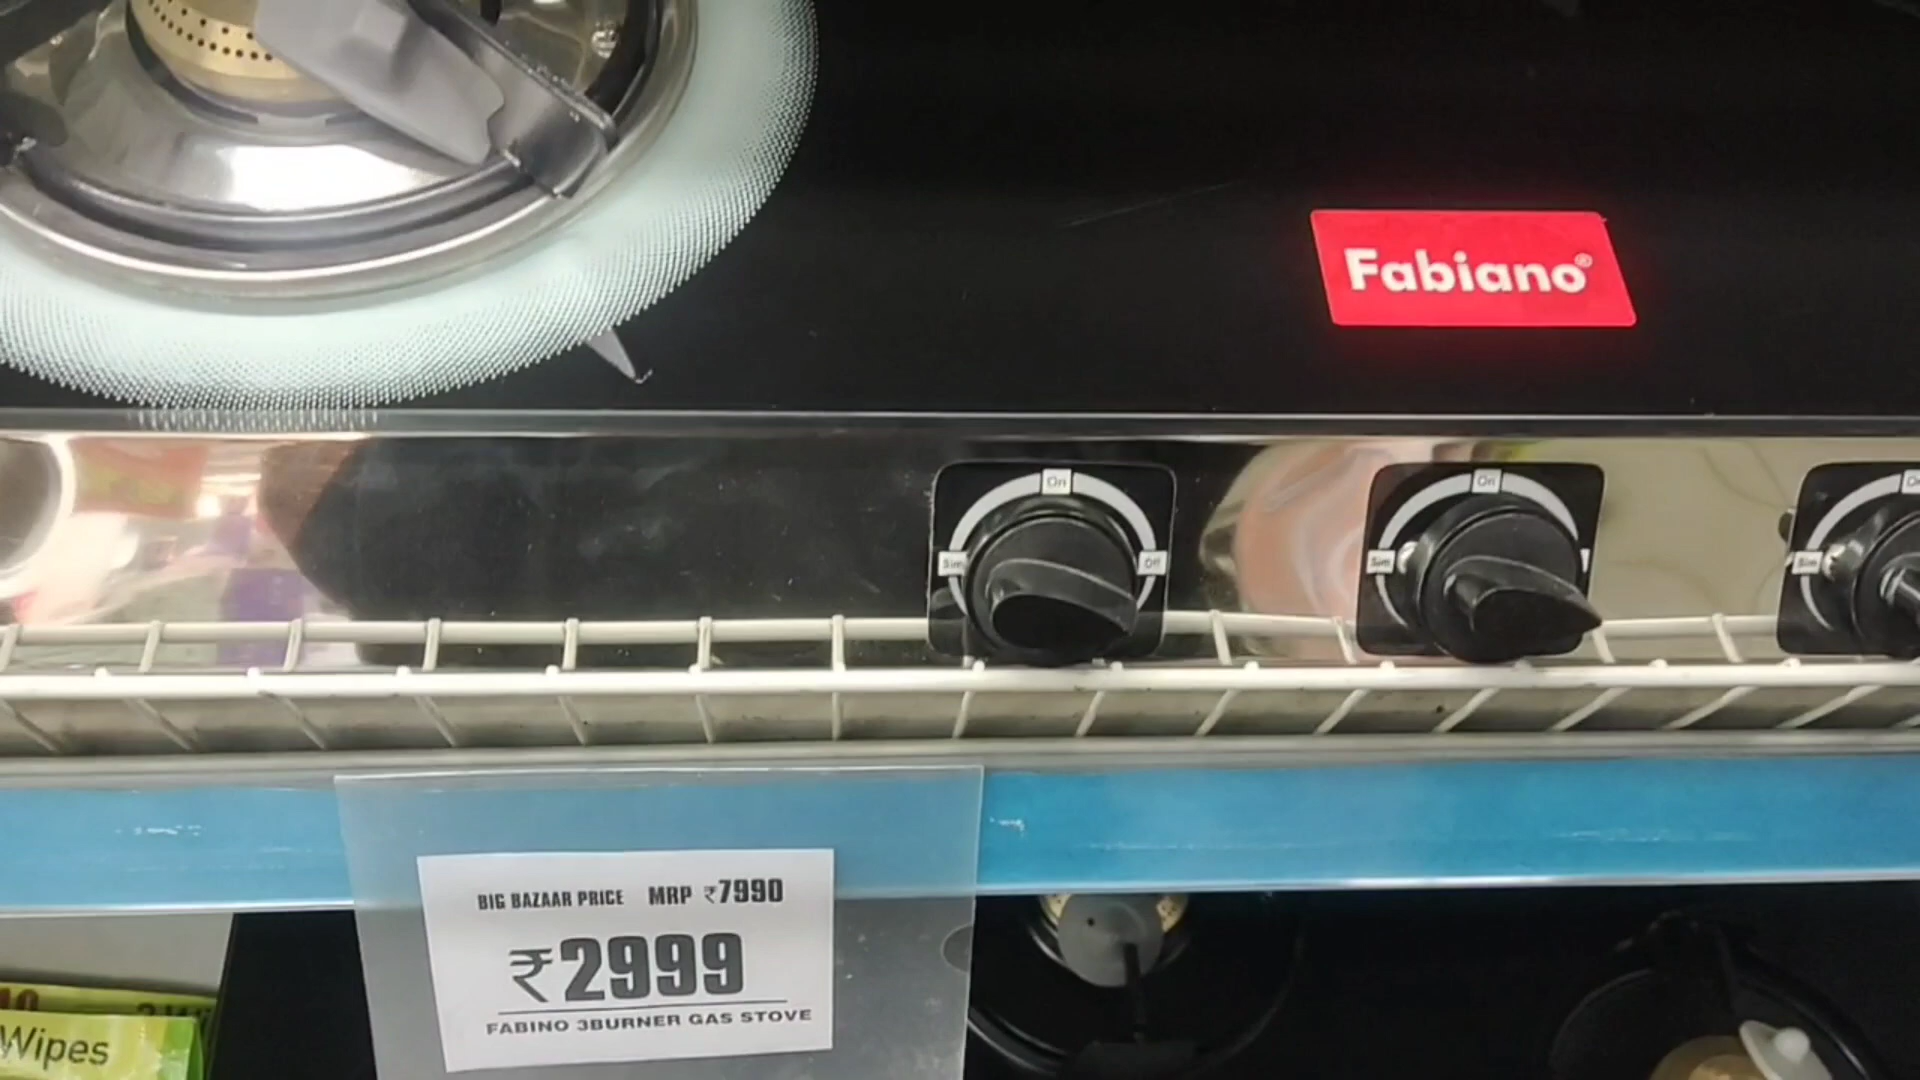 Fabiano®
On
On
Sim
Off
Sim
Sim
BIG BAZAAR PRICE MRP ₹7990
₹2999
FABINO 3BURNER GAS STOVE
Wipes